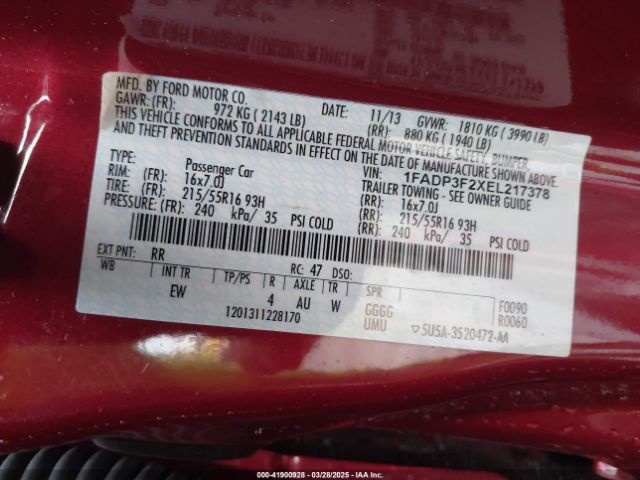 MFD. BY FORD MOTOR CO.
DATE: 11/13 GVWR: 1810 KG ( 3990 LB)
GAWR: (FR): 972 KG ( 2143 LB) (RR): 880 KG ( 1940 LB)
THIS VEHICLE CONFORMS TO ALL APPLICABLE FEDERAL MOTOR VEHICLE SAFETY, BUMPER,
AND THEFT PREVENTION STANDARDS IN EFFECT ON THE DATE OF MANUFACTURE SHOWN ABOVE.
VIN: 1FADP3F2XEL217378
TYPE: Passenger Car TRAILER TOWING - SEE OWNER GUIDE
RIM: (FR): 16x7.0J (RR): 16x7.0J
TIRE: (FR): 215/55R16 93H (RR): 215/55R16 93H
PRESSURE: (FR): 240 kPa/ 35 PSI COLD (RR): 240 kPa/ 35 PSI COLD
EXT PNT: RR RC: 47 DSO:
WB INT TR TP/PS R AXLE TR SPR
EW 4 AU W GGGG F0090
1201311228170 UMU ▽5U5A-3520472-AA R0060
000-41900928 - 03/28/2025 - IAA INC.